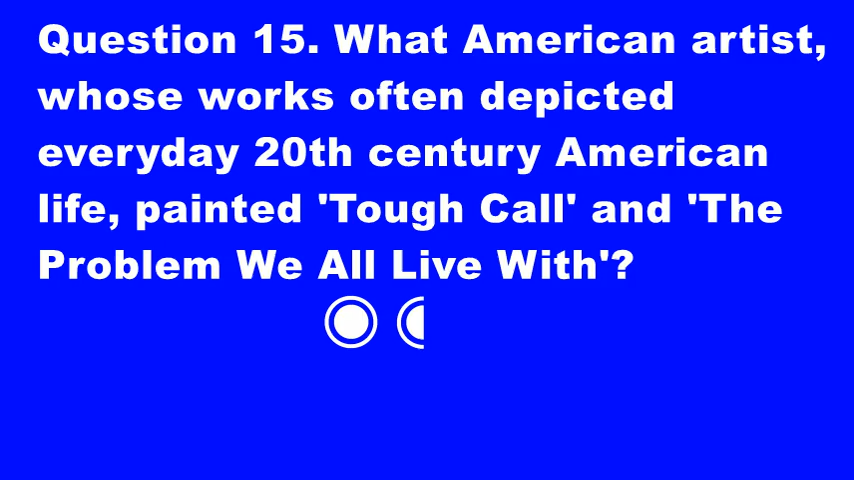 Question 15. What American artist,
whose works often depicted
everyday 20th century American
life, painted 'Tough Call' and 'The
Problem We All Live With'?